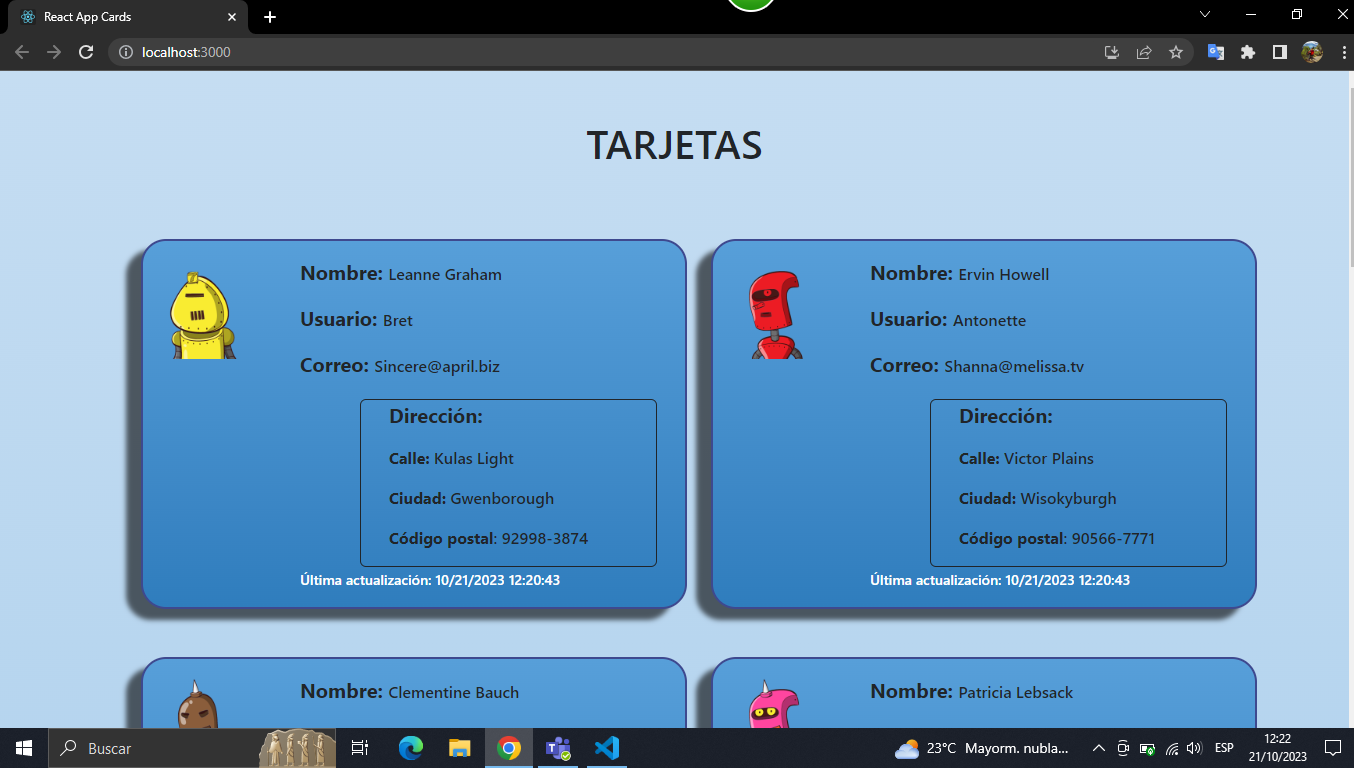 React App Cards
localhost:3000
TARJETAS
Nombre: Leanne Graham
Usuario: Bret
Correo: Sincere@april.biz
Dirección:
Calle: Kulas Light
Ciudad: Gwenborough
Código postal: 92998-3874
Última actualización: 10/21/2023 12:20:43
Nombre: Ervin Howell
Usuario: Antonette
Correo: Shanna@melissa.tv
Dirección:
Calle: Victor Plains
Ciudad: Wisokyburgh
Código postal: 90566-7771
Última actualización: 10/21/2023 12:20:43
Nombre: Clementine Bauch
Nombre: Patricia Lebsack
Buscar
23°C Mayorm. nubla...
ESP
12:22
21/10/2023